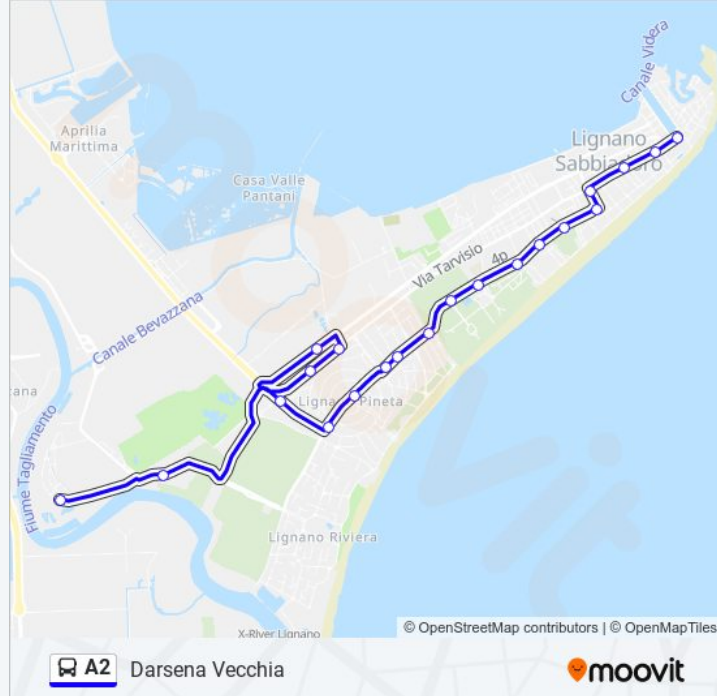 Canale Videra
Aprilia
Marittima
Lignano
Sabbiadoro
Casa Valle
Pantani
Via Tarvisio
4p
Canale Bevazzana
cana
Lignano Pineta
Fiume Tagliamento
Lignano Riviera
X-River Lignano
© OpenStreetMap contributors | © OpenMapTiles
A2 Darsena Vecchia
moovit